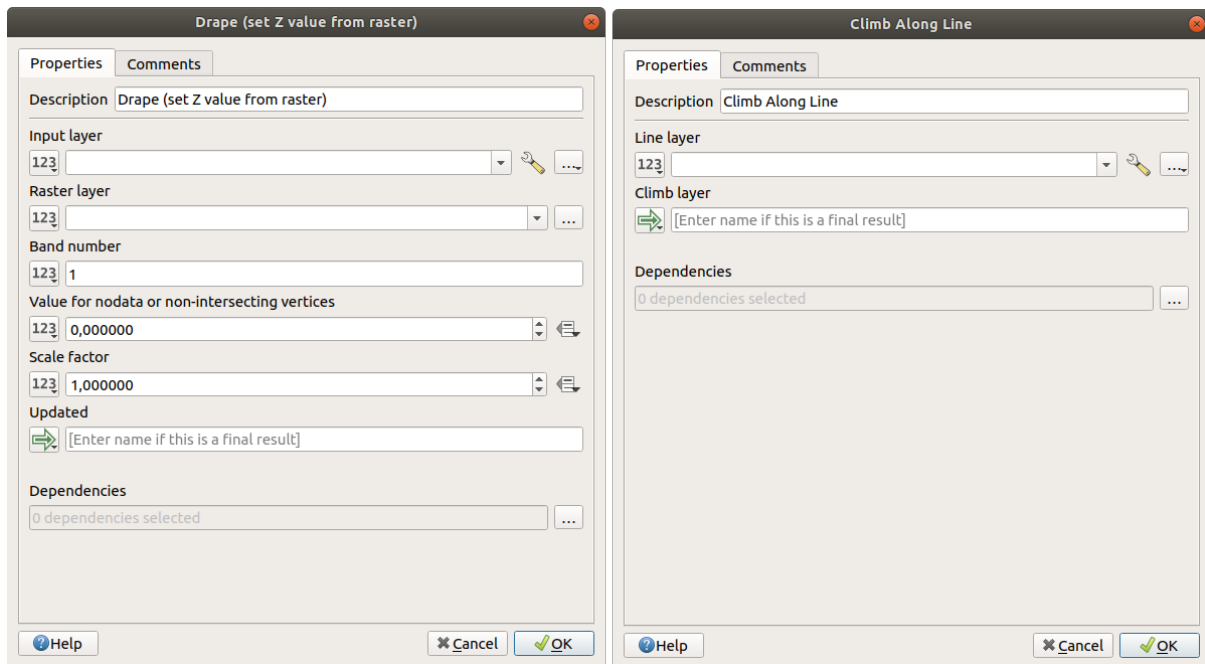 Drape (set Z value from raster)
Properties
Comments
Description Drape (set Z value from raster)
Input layer
123
...
Raster layer
123
...
Band number
123 1
Value for nodata or non-intersecting vertices
123 0,000000
Scale factor
123 1,000000
Updated
[Enter name if this is a final result]
Dependencies
0 dependencies selected
...
Help
Cancel
OK
Climb Along Line
Properties
Comments
Description Climb Along Line
Line layer
123
...
Climb layer
[Enter name if this is a final result]
Dependencies
0 dependencies selected
...
Help
Cancel
OK